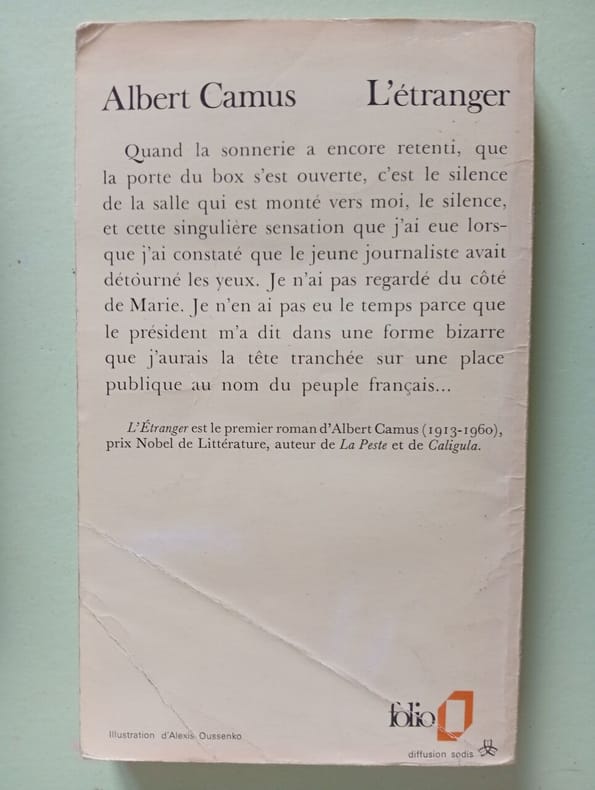 Albert Camus L'étranger
Quand la sonnerie a encore retenti, que
la porte du box s'est ouverte, c'est le silence
de la salle qui est monté vers moi, le silence,
et cette singulière sensation que j'ai eue lors-
que j'ai constaté que le jeune journaliste avait
détourné les yeux. Je n'ai pas regardé du côté
de Marie. Je n'en ai pas eu le temps parce que
le président m'a dit dans une forme bizarre
que j'aurais la tête tranchée sur une place
publique au nom du peuple français...
L'Étranger est le premier roman d'Albert Camus (1913-1960),
prix Nobel de Littérature, auteur de La Peste et de Caligula.
folio
Illustration d'Alexis Oussenko
diffusion sodis